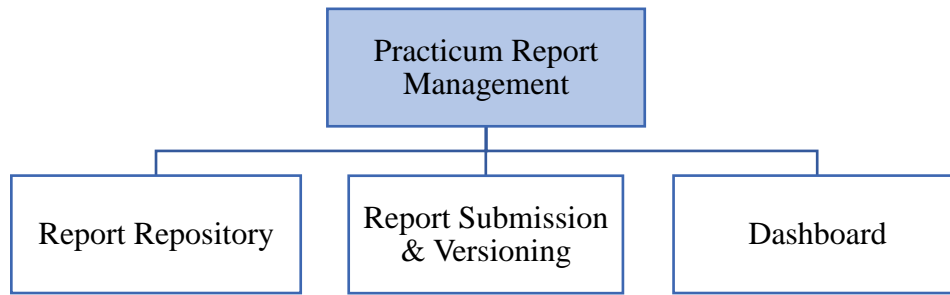 Practicum Report
Management
Report Repository
Report Submission
& Versioning
Dashboard